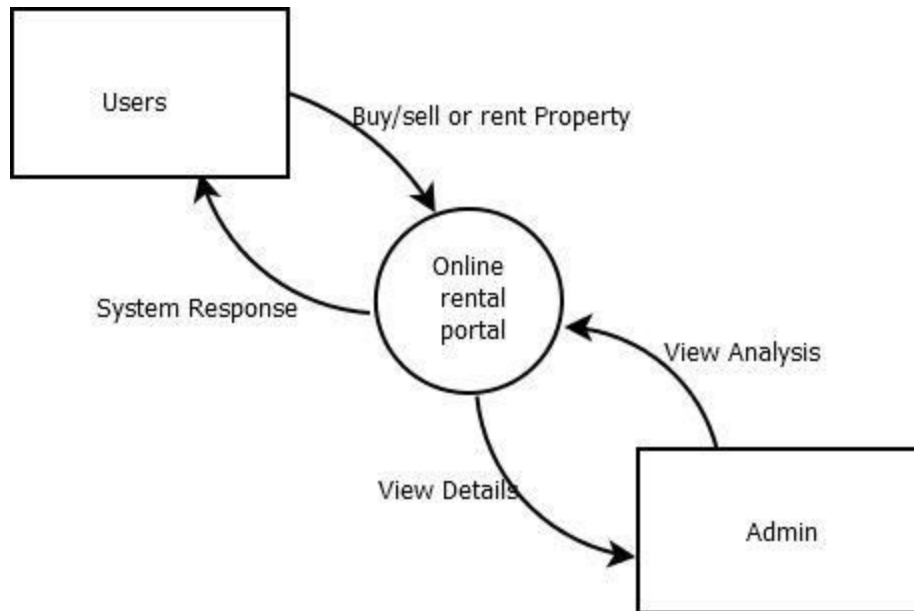 Users
Buy/sell or rent Property
Online
rental
portal
System Response
View Analysis
View Details
Admin